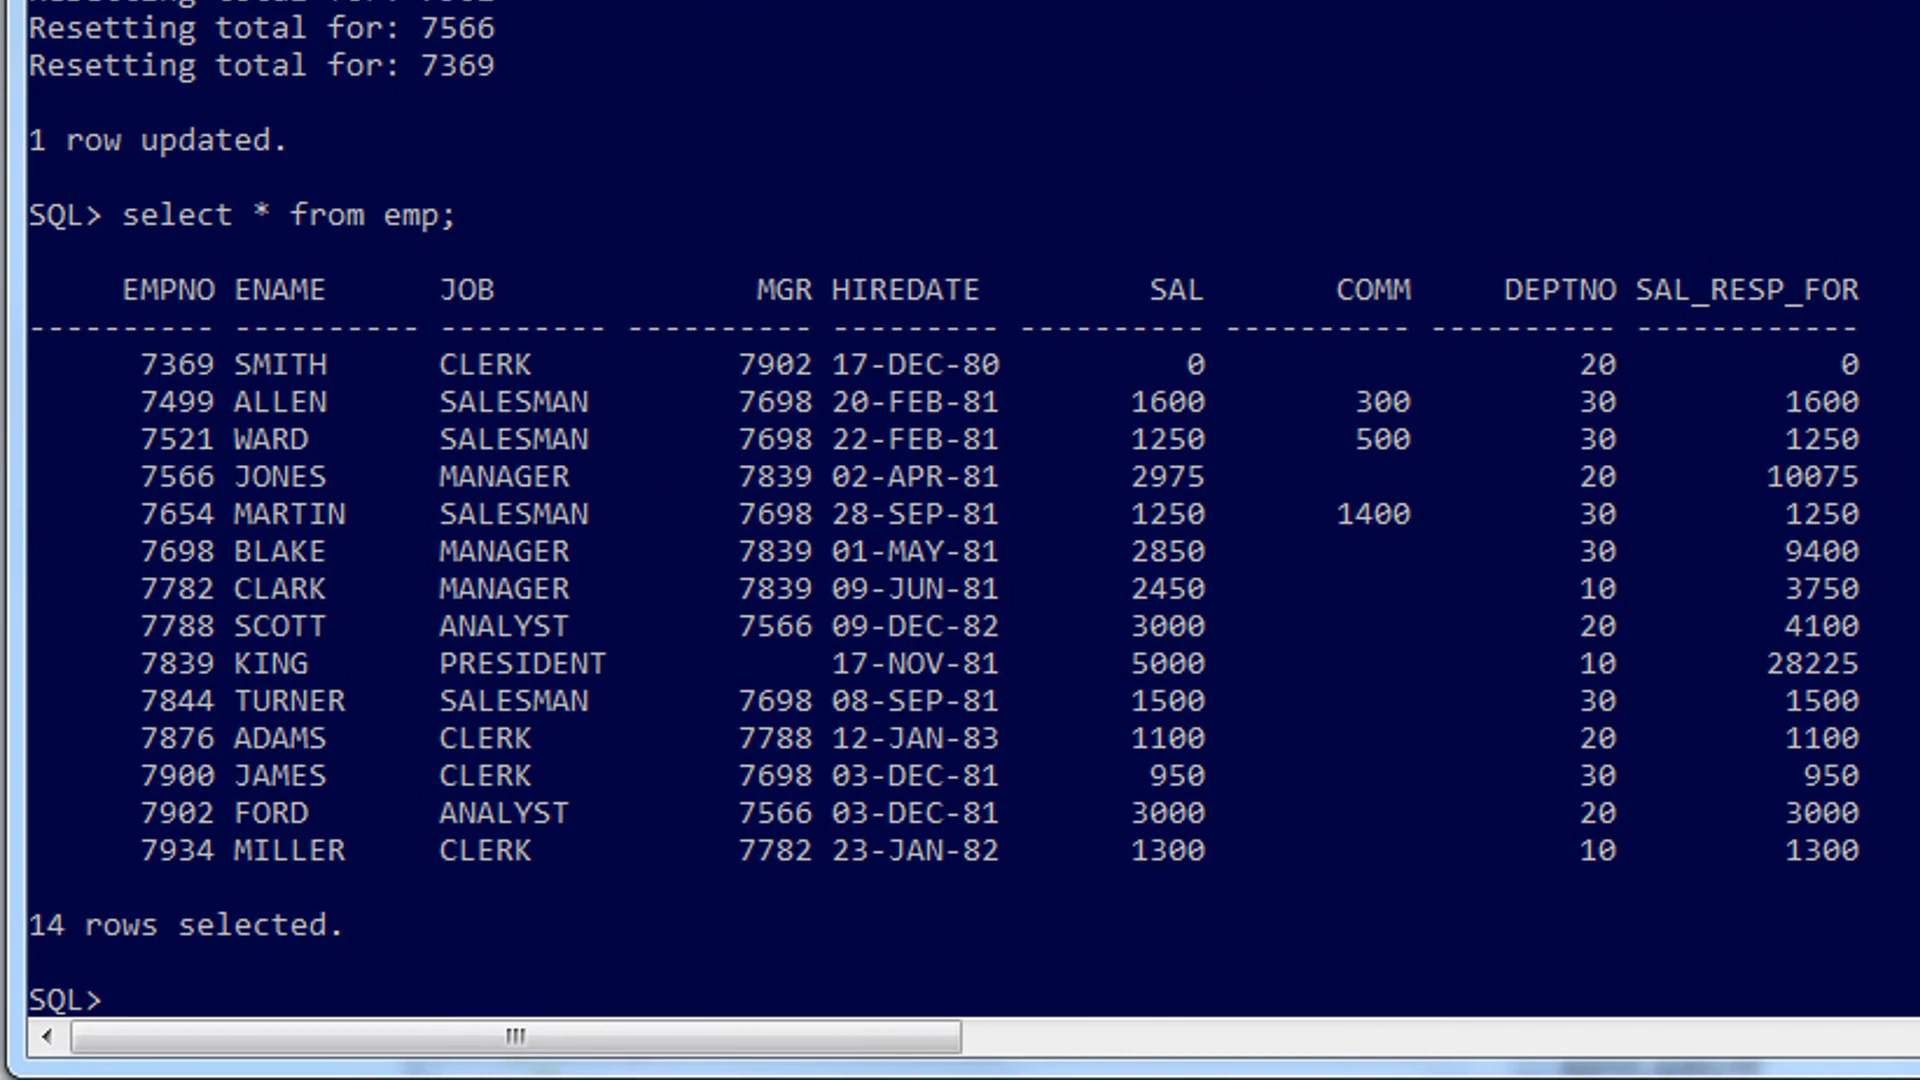 Resetting total for: 7566
Resetting total for: 7369
1 row updated.
SQL> select * from emp;
     EMPNO ENAME      JOB              MGR HIREDATE         SAL       COMM     DEPTNO SAL_RESP_FOR
---------- ---------- --------- ---------- --------- ---------- ---------- ---------- ------------
      7369 SMITH      CLERK           7902 17-DEC-80          0                    20            0
      7499 ALLEN      SALESMAN        7698 20-FEB-81       1600        300         30         1600
      7521 WARD       SALESMAN        7698 22-FEB-81       1250        500         30         1250
      7566 JONES      MANAGER         7839 02-APR-81       2975                    20        10075
      7654 MARTIN     SALESMAN        7698 28-SEP-81       1250       1400         30         1250
      7698 BLAKE      MANAGER         7839 01-MAY-81       2850                    30         9400
      7782 CLARK      MANAGER         7839 09-JUN-81       2450                    10         3750
      7788 SCOTT      ANALYST         7566 09-DEC-82       3000                    20         4100
      7839 KING       PRESIDENT            17-NOV-81       5000                    10        28225
      7844 TURNER     SALESMAN        7698 08-SEP-81       1500                    30         1500
      7876 ADAMS      CLERK           7788 12-JAN-83       1100                    20         1100
      7900 JAMES      CLERK           7698 03-DEC-81        950                    30          950
      7902 FORD       ANALYST         7566 03-DEC-81       3000                    20         3000
      7934 MILLER     CLERK           7782 23-JAN-82       1300                    10         1300
14 rows selected.
SQL>